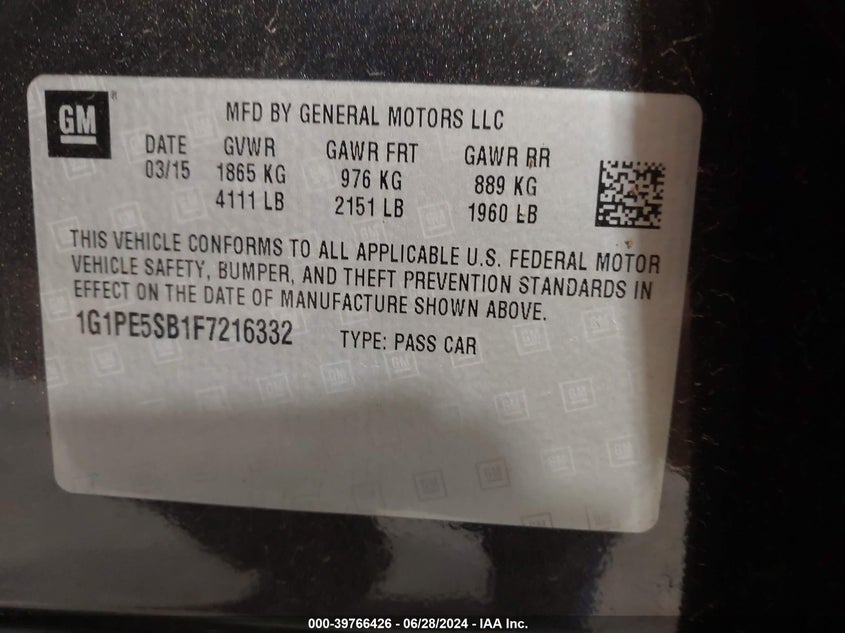 GM
MFD BY GENERAL MOTORS LLC
DATE GVWR GAWR FRT GAWR RR
03/15 1865 KG 976 KG 889 KG
4111 LB 2151 LB 1960 LB
THIS VEHICLE CONFORMS TO ALL APPLICABLE U.S. FEDERAL MOTOR
VEHICLE SAFETY, BUMPER, AND THEFT PREVENTION STANDARDS IN
EFFECT ON THE DATE OF MANUFACTURE SHOWN ABOVE.
1G1PE5SB1F7216332 TYPE: PASS CAR
000-39766426 - 06/28/2024 - IAA Inc.